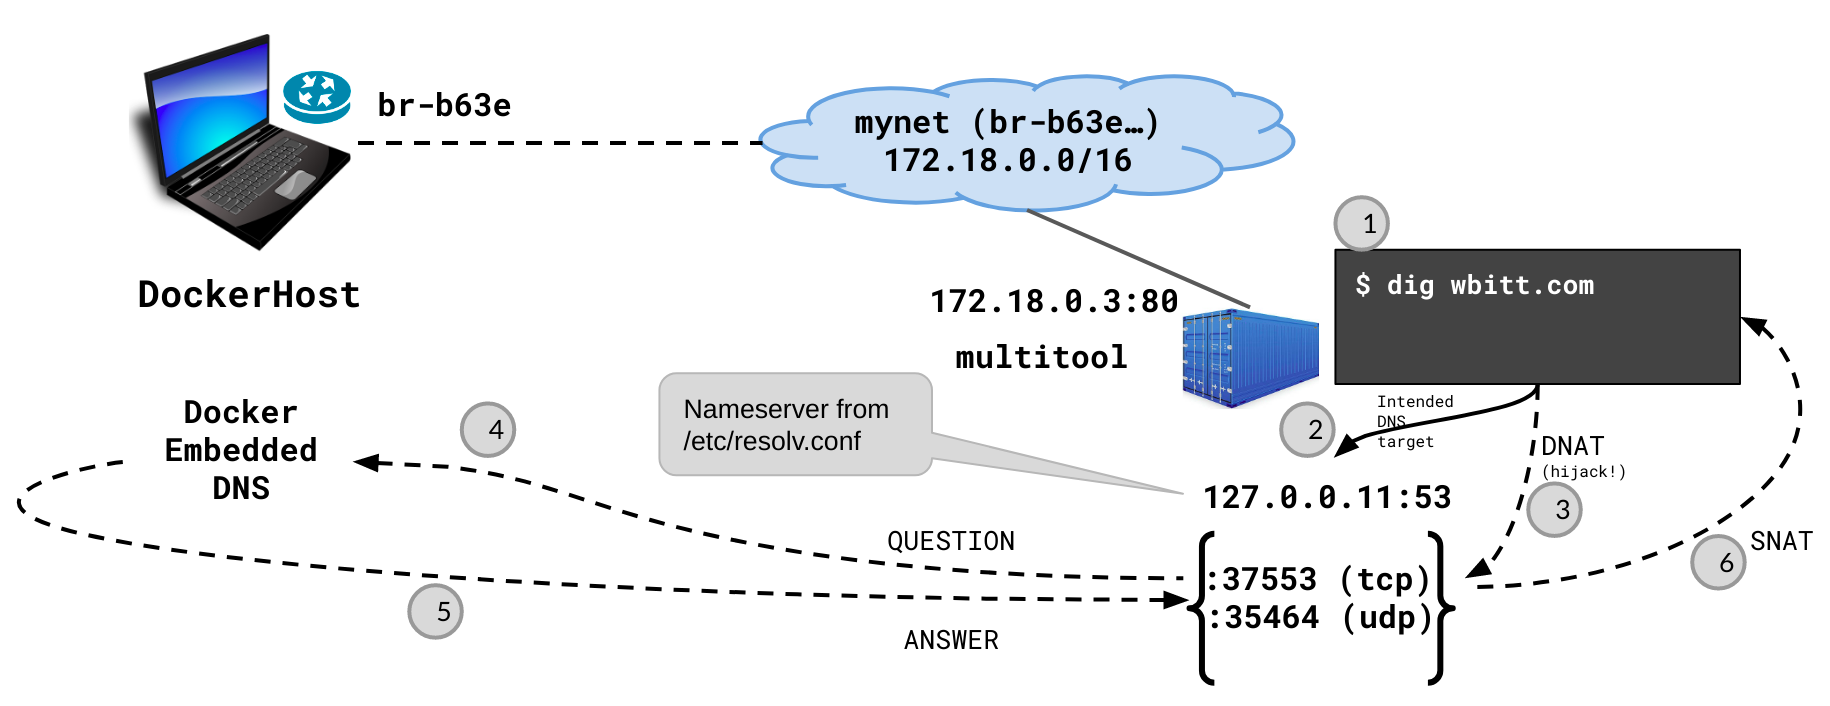 br-b63e
mynet (br-b63e…)
172.18.0.0/16
1
$ dig wbitt.com
DockerHost
172.18.0.3:80
multitool
Nameserver from
/etc/resolv.conf
Docker
Embedded
DNS
4
2
Intended
DNS
target
DNAT
(hijack!)
3
127.0.0.11:53
QUESTION
SNAT
6
:37553 (tcp)
:35464 (udp)
5
ANSWER